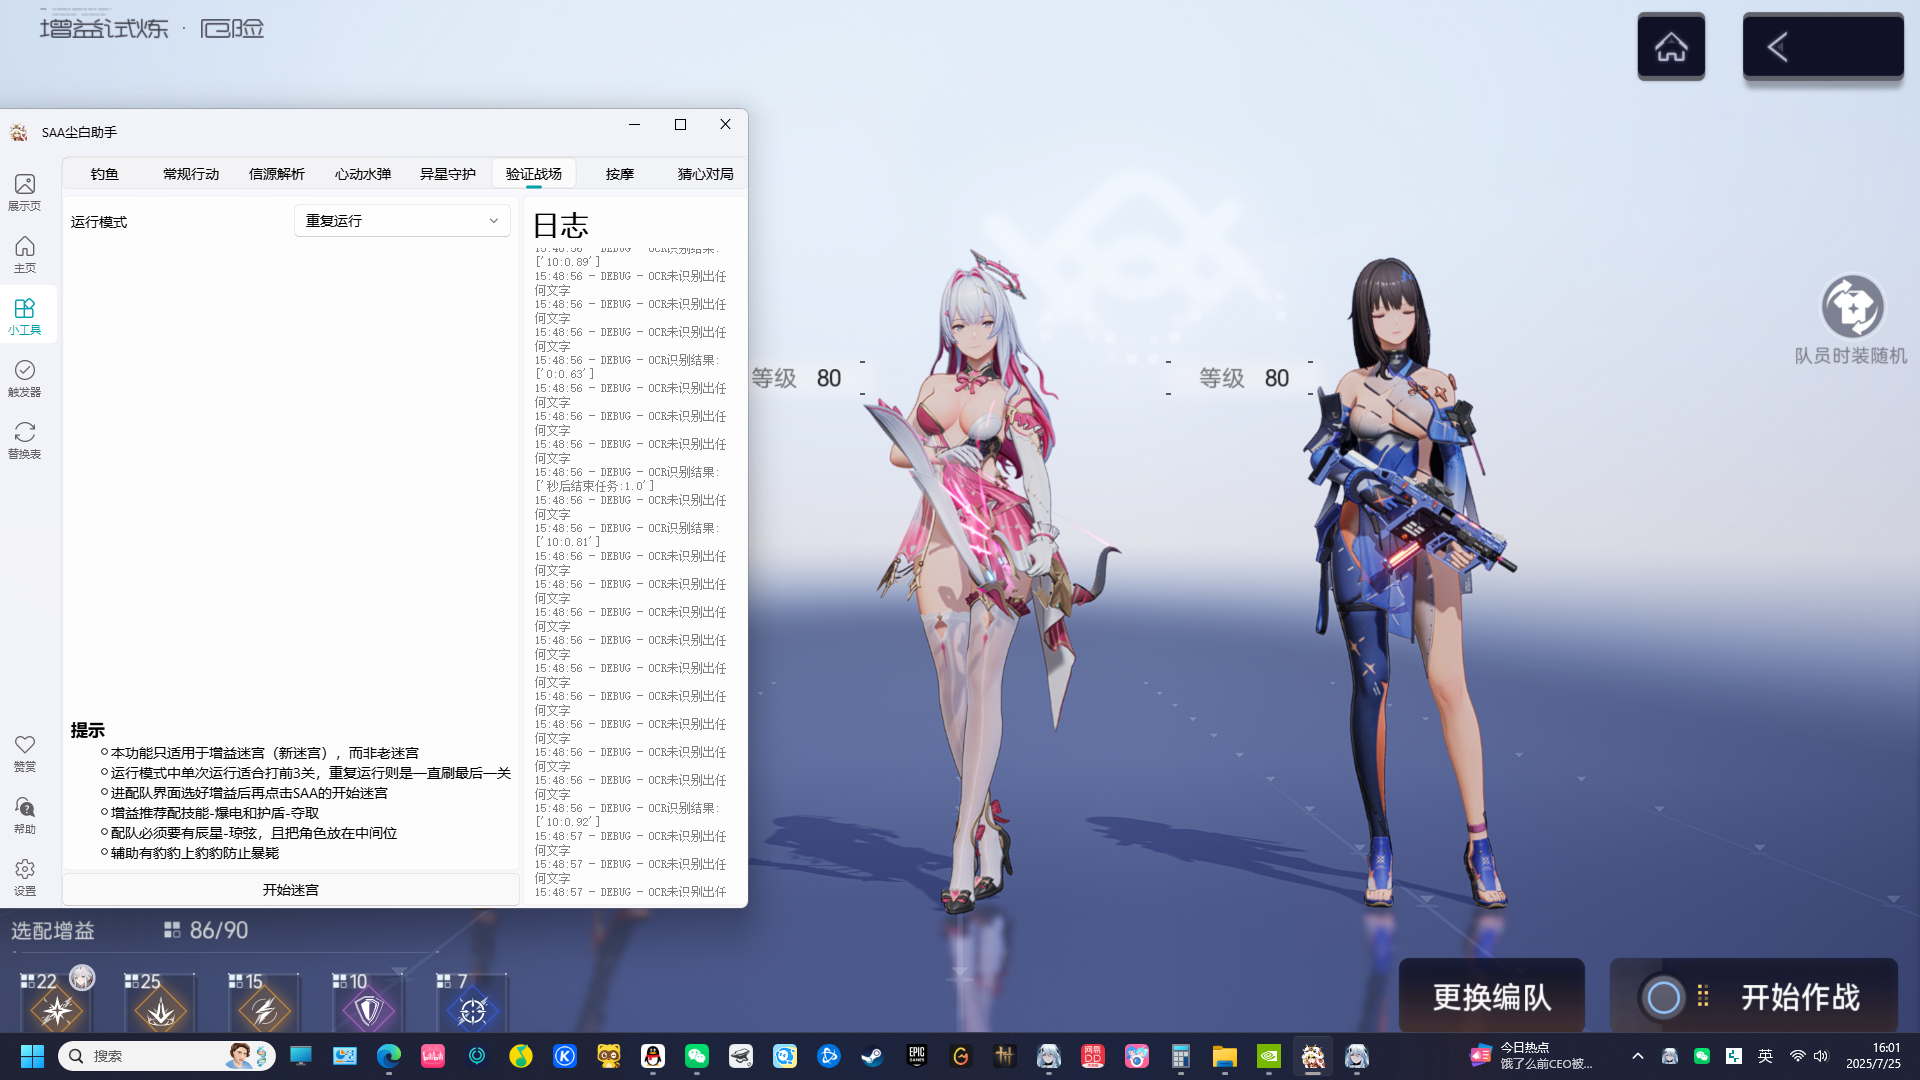 增益试炼 · 危险
SAA尘白助手
钓鱼 常规行动 信源解析 心动水弹 异星守护 验证战场 按摩 猜心对局
展示页
主页
小工具
触发器
替换表
赞赏
帮助
设置
运行模式 重复运行
日志
15:48:56 - DEBUG - OCR识别结果:
['10:0.89']
15:48:56 - DEBUG - OCR未识别出任
何文字
15:48:56 - DEBUG - OCR未识别出任
何文字
15:48:56 - DEBUG - OCR未识别出任
何文字
15:48:56 - DEBUG - OCR识别结果:
['0:0.63']
15:48:56 - DEBUG - OCR未识别出任
何文字
15:48:56 - DEBUG - OCR未识别出任
何文字
15:48:56 - DEBUG - OCR未识别出任
何文字
15:48:56 - DEBUG - OCR识别结果:
['秒后结束任务:1.0']
15:48:56 - DEBUG - OCR未识别出任
何文字
15:48:56 - DEBUG - OCR识别结果:
['10:0.81']
15:48:56 - DEBUG - OCR未识别出任
何文字
15:48:56 - DEBUG - OCR未识别出任
何文字
15:48:56 - DEBUG - OCR未识别出任
何文字
15:48:56 - DEBUG - OCR未识别出任
何文字
15:48:56 - DEBUG - OCR未识别出任
何文字
15:48:56 - DEBUG - OCR未识别出任
何文字
15:48:56 - DEBUG - OCR未识别出任
何文字
15:48:56 - DEBUG - OCR未识别出任
何文字
15:48:56 - DEBUG - OCR未识别出任
何文字
15:48:56 - DEBUG - OCR识别结果:
['10:0.92']
15:48:57 - DEBUG - OCR未识别出任
何文字
15:48:57 - DEBUG - OCR未识别出任
何文字
15:48:57 - DEBUG - OCR未识别出任
提示
本功能只适用于增益迷宫（新迷宫），而非老迷宫
运行模式中单次运行适合打前3关，重复运行则是一直刷最后一关
进配队界面选好增益后再点击SAA的开始迷宫
增益推荐配技能-爆电和护盾-夺取
配队必须要有辰星-琼弦，且把角色放在中间位
辅助有豹豹上豹豹防止暴毙
开始迷宫
等级 80
等级 80
队员时装随机
选配增益 86/90
22 25 15 10 7
更换编队
开始作战
搜索
bilibili
EPIC GAMES
网易DD
今日热点
饿了么前CEO被...
英
16:01
2025/7/25